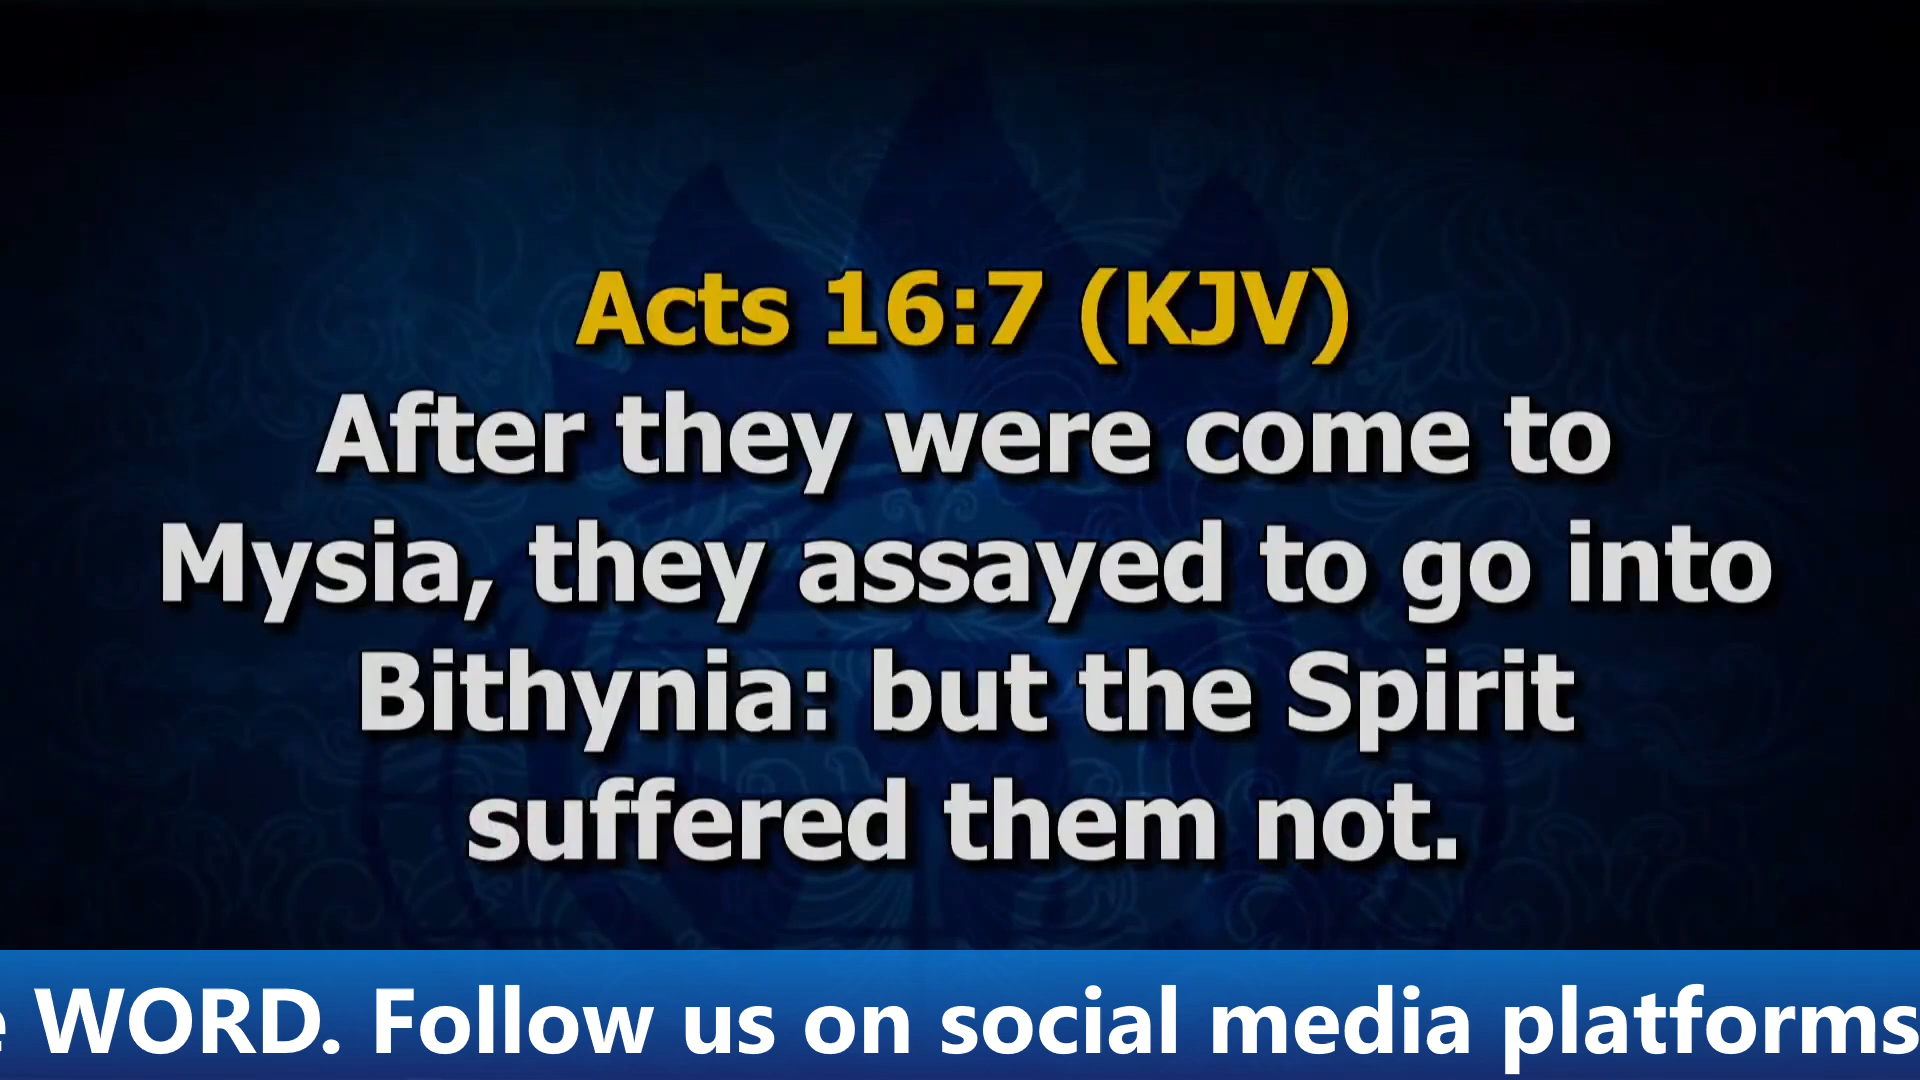 Acts 16:7 (KJV)
After they were come to
Mysia, they assayed to go into
Bithynia: but the Spirit
suffered them not.
WORD. Follow us on social media platforms